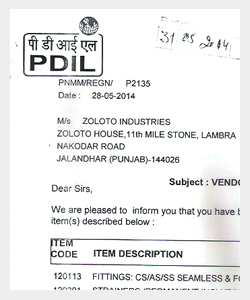 पी डी आई एल
PDIL
31 05 2014
PNMM/REGN/ P2135
Date : 28-05-2014
M/s ZOLOTO INDUSTRIES
ZOLOTO HOUSE,11th MILE STONE, LAMBRA
NAKODAR ROAD
JALANDHAR (PUNJAB)-144026
Subject : VENDO
Dear Sirs,
We are pleased to inform you that you have b
item(s) described below :
ITEM
CODE ITEM DESCRIPTION
120113 FITTINGS: CS/AS/SS SEAMLESS & F